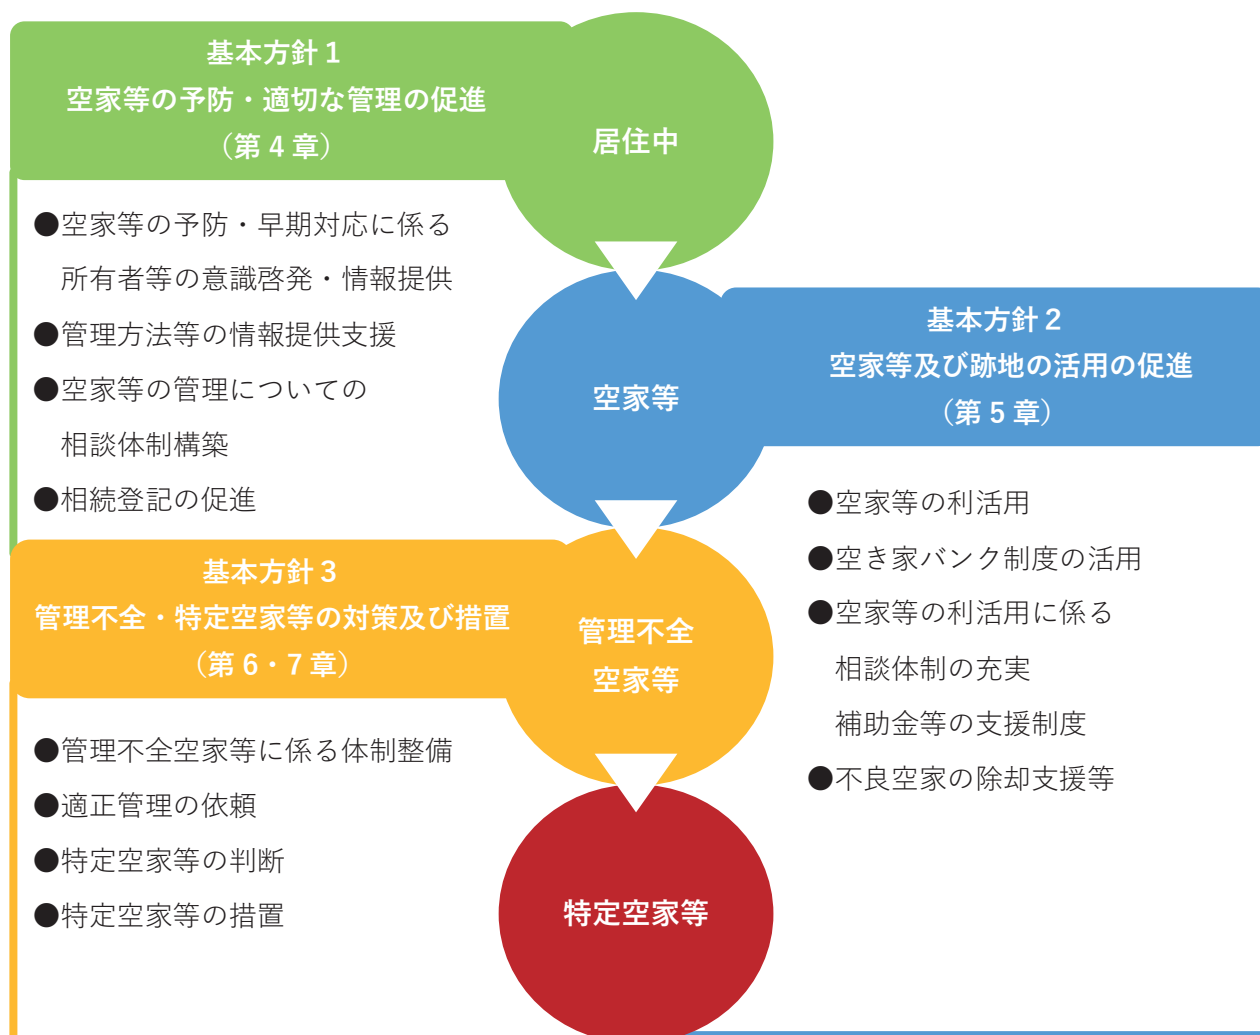 基本方針１
空家等の予防・適切な管理の促進
（第４章）
居住中
●空家等の予防・早期対応に係る
所有者等の意識啓発・情報提供
●管理方法等の情報提供支援
●空家等の管理についての
相談体制構築
●相続登記の促進
空家等
基本方針２
空家等及び跡地の活用の促進
（第５章）
●空家等の利活用
●空き家バンク制度の活用
●空家等の利活用に係る
相談体制の充実
補助金等の支援制度
●不良空家の除却支援等
基本方針３
管理不全・特定空家等の対策及び措置
（第６・７章）
管理不全
空家等
●管理不全空家等に係る体制整備
●適正管理の依頼
●特定空家等の判断
●特定空家等の措置
特定空家等